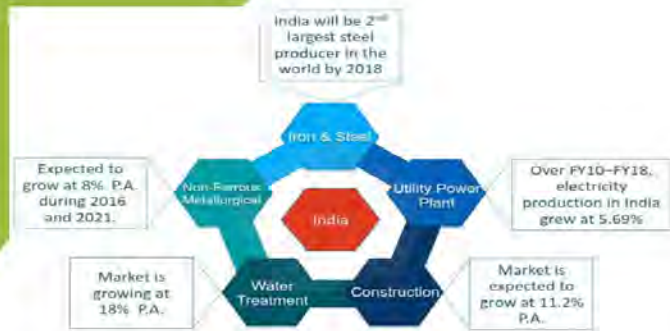 India will be 2nd
largest steel
producer in the
world by 2018
Iron & Steel
Expected to
grow at 8% P.A.
during 2016
and 2021.
Non-Ferrous
Metallurgical
India
Utility Power
Plant
Over FY10-FY18,
electricity
production in India
grew at 5.69%
Market is
growing at
18% P.A.
Water
Treatment
Construction
Market is
expected to
grow at 11.2%
P.A.